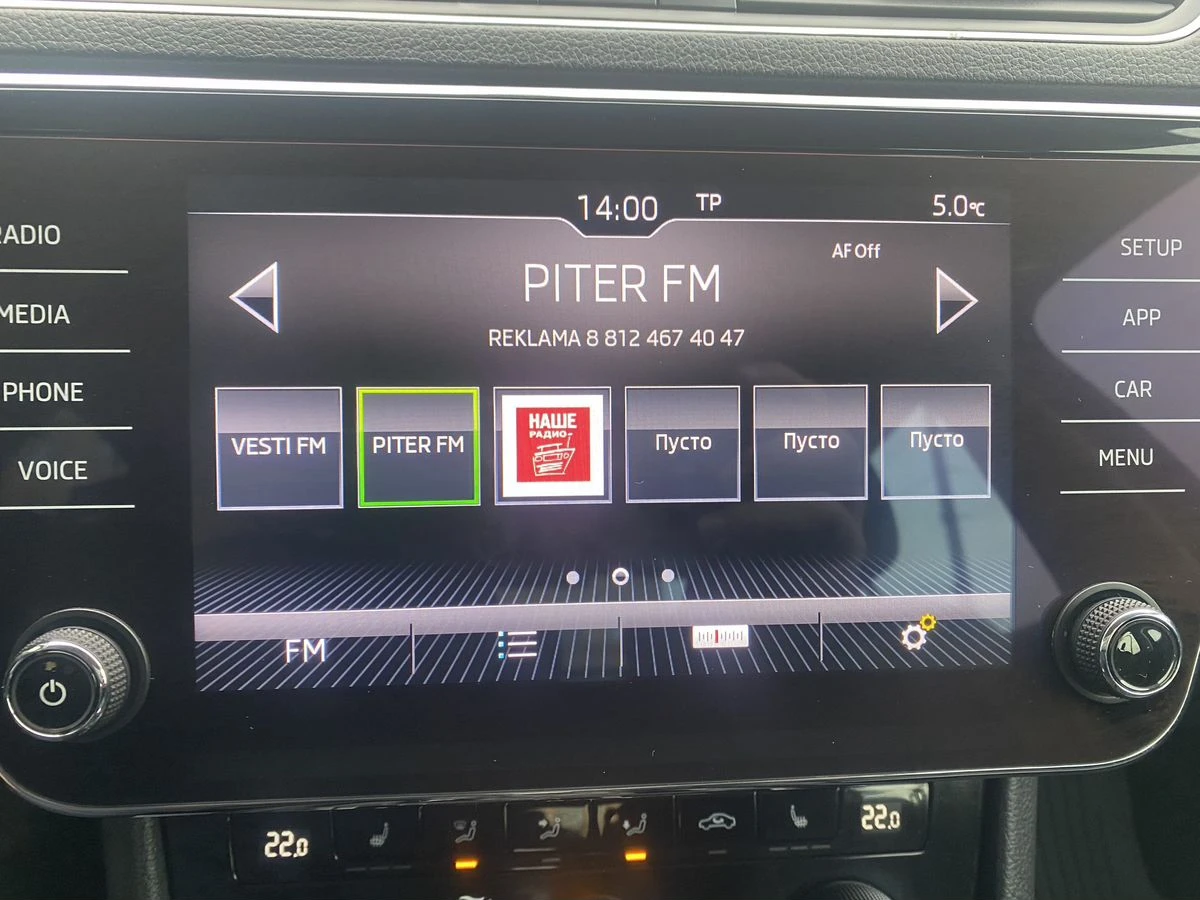 14:00 TP 5.0°C
AF Off
PITER FM
REKLAMA 8 812 467 40 47
RADIO
MEDIA
PHONE
VOICE
SETUP
APP
CAR
MENU
VESTI FM
PITER FM
НАШЕ
РАДИО
Пусто
Пусто
Пусто
FM
22.0
22.0